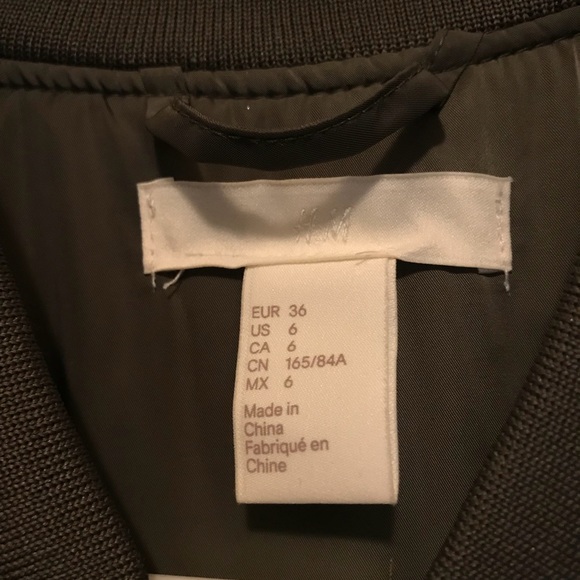 H&M
EUR 36
US 6
CA 6
CN 165/84A
MX 6
Made in
China
Fabriqué en
Chine